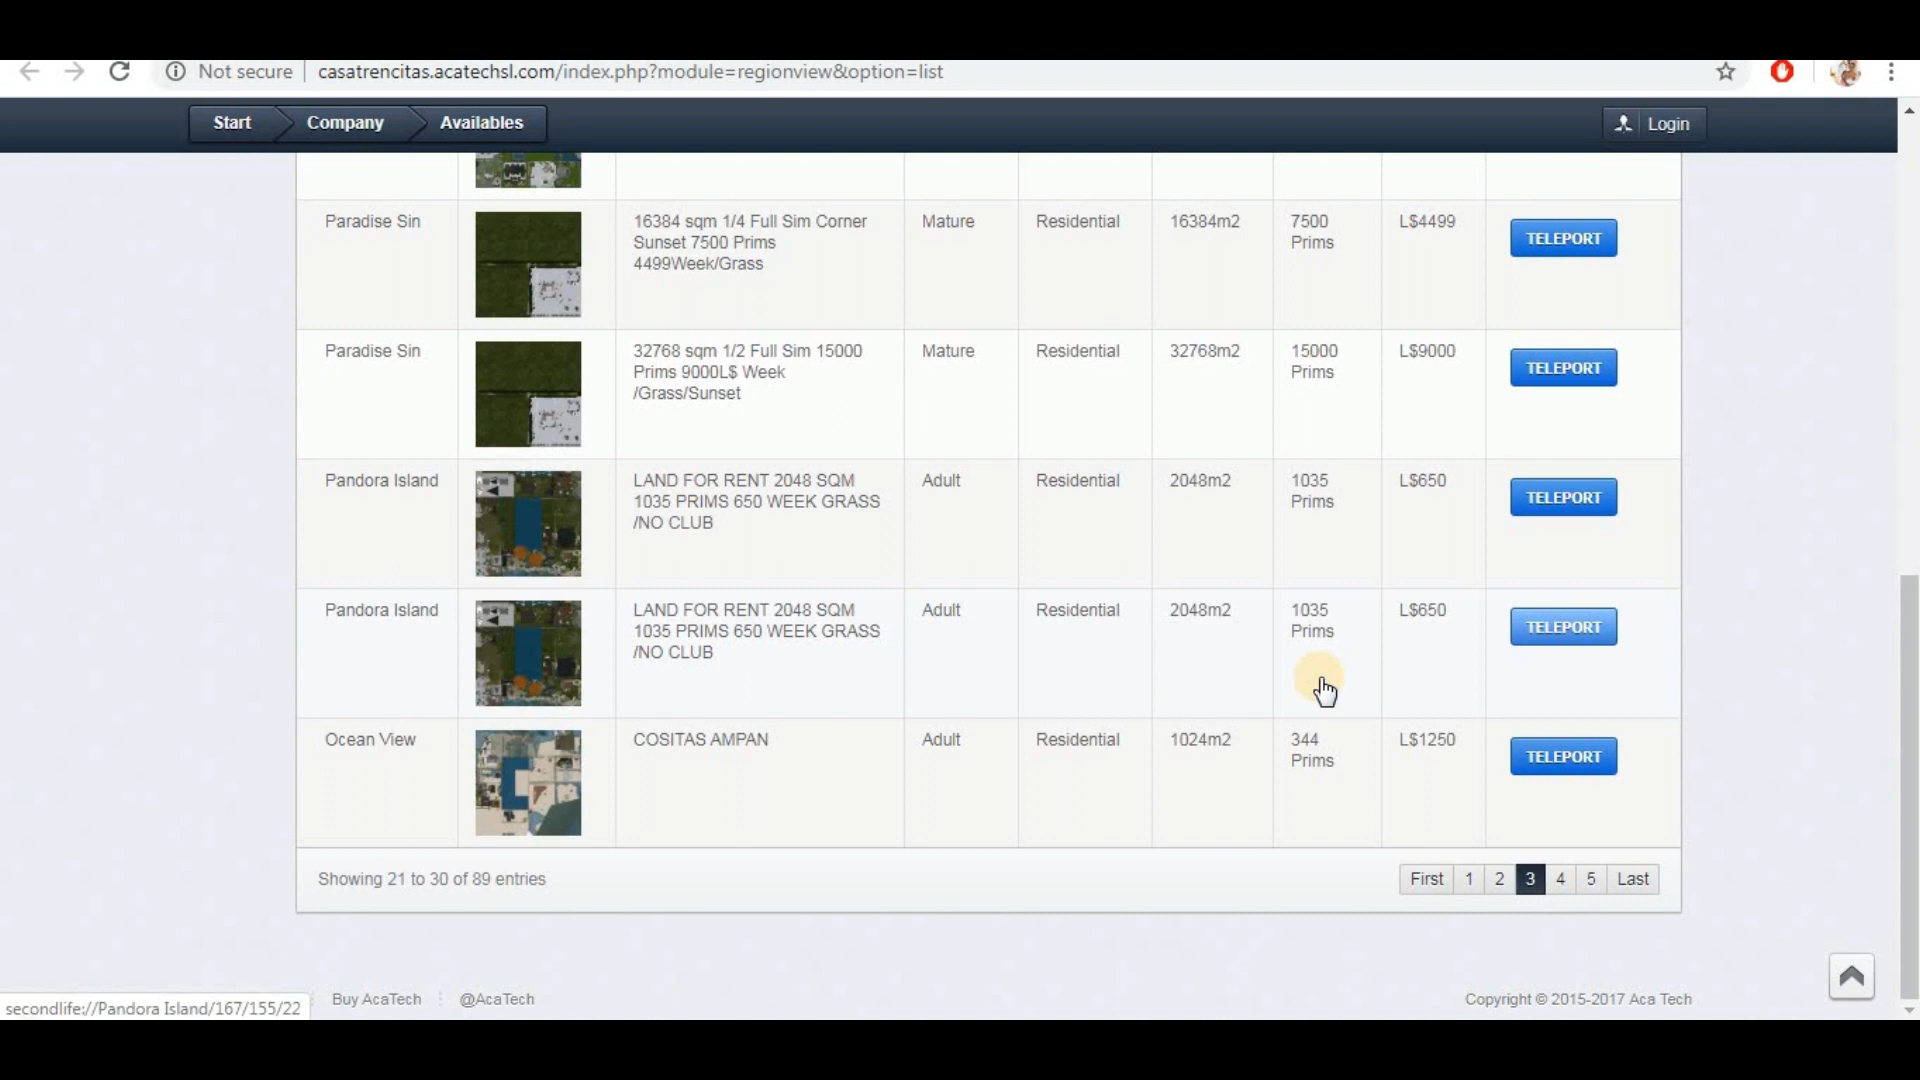 Not secure
casatrencitas.acatechsl.com/index.php?module=regionview&option=list
Start
Company
Availables
Login
Paradise Sin
16384 sqm 1/4 Full Sim Corner
Sunset 7500 Prims
4499Week/Grass
Mature
Residential
16384m2
7500
Prims
L$4499
TELEPORT
Paradise Sin
32768 sqm 1/2 Full Sim 15000
Prims 9000L$ Week
/Grass/Sunset
Mature
Residential
32768m2
15000
Prims
L$9000
TELEPORT
Pandora Island
LAND FOR RENT 2048 SQM
1035 PRIMS 650 WEEK GRASS
/NO CLUB
Adult
Residential
2048m2
1035
Prims
L$650
TELEPORT
Pandora Island
LAND FOR RENT 2048 SQM
1035 PRIMS 650 WEEK GRASS
/NO CLUB
Adult
Residential
2048m2
1035
Prims
L$650
TELEPORT
Ocean View
COSITAS AMPAN
Adult
Residential
1024m2
344
Prims
L$1250
TELEPORT
Showing 21 to 30 of 89 entries
First 1 2 3 4 5 Last
secondlife://Pandora Island/167/155/22
Buy AcaTech
@AcaTech
Copyright © 2015-2017 Aca Tech